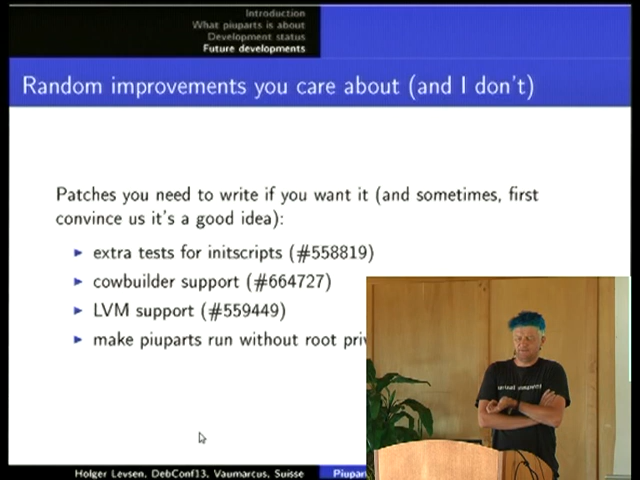 Introduction
What piuparts is about
Development status
Future developments
Random improvements you care about (and I don't)
Patches you need to write if you want it (and sometimes, first
convince us it's a good idea):
extra tests for initscripts (#558819)
cowbuilder support (#664727)
LVM support (#559449)
make piuparts run without root priv
Holger Levsen, DebConf13, Vaumarcus, Suisse
Piupar